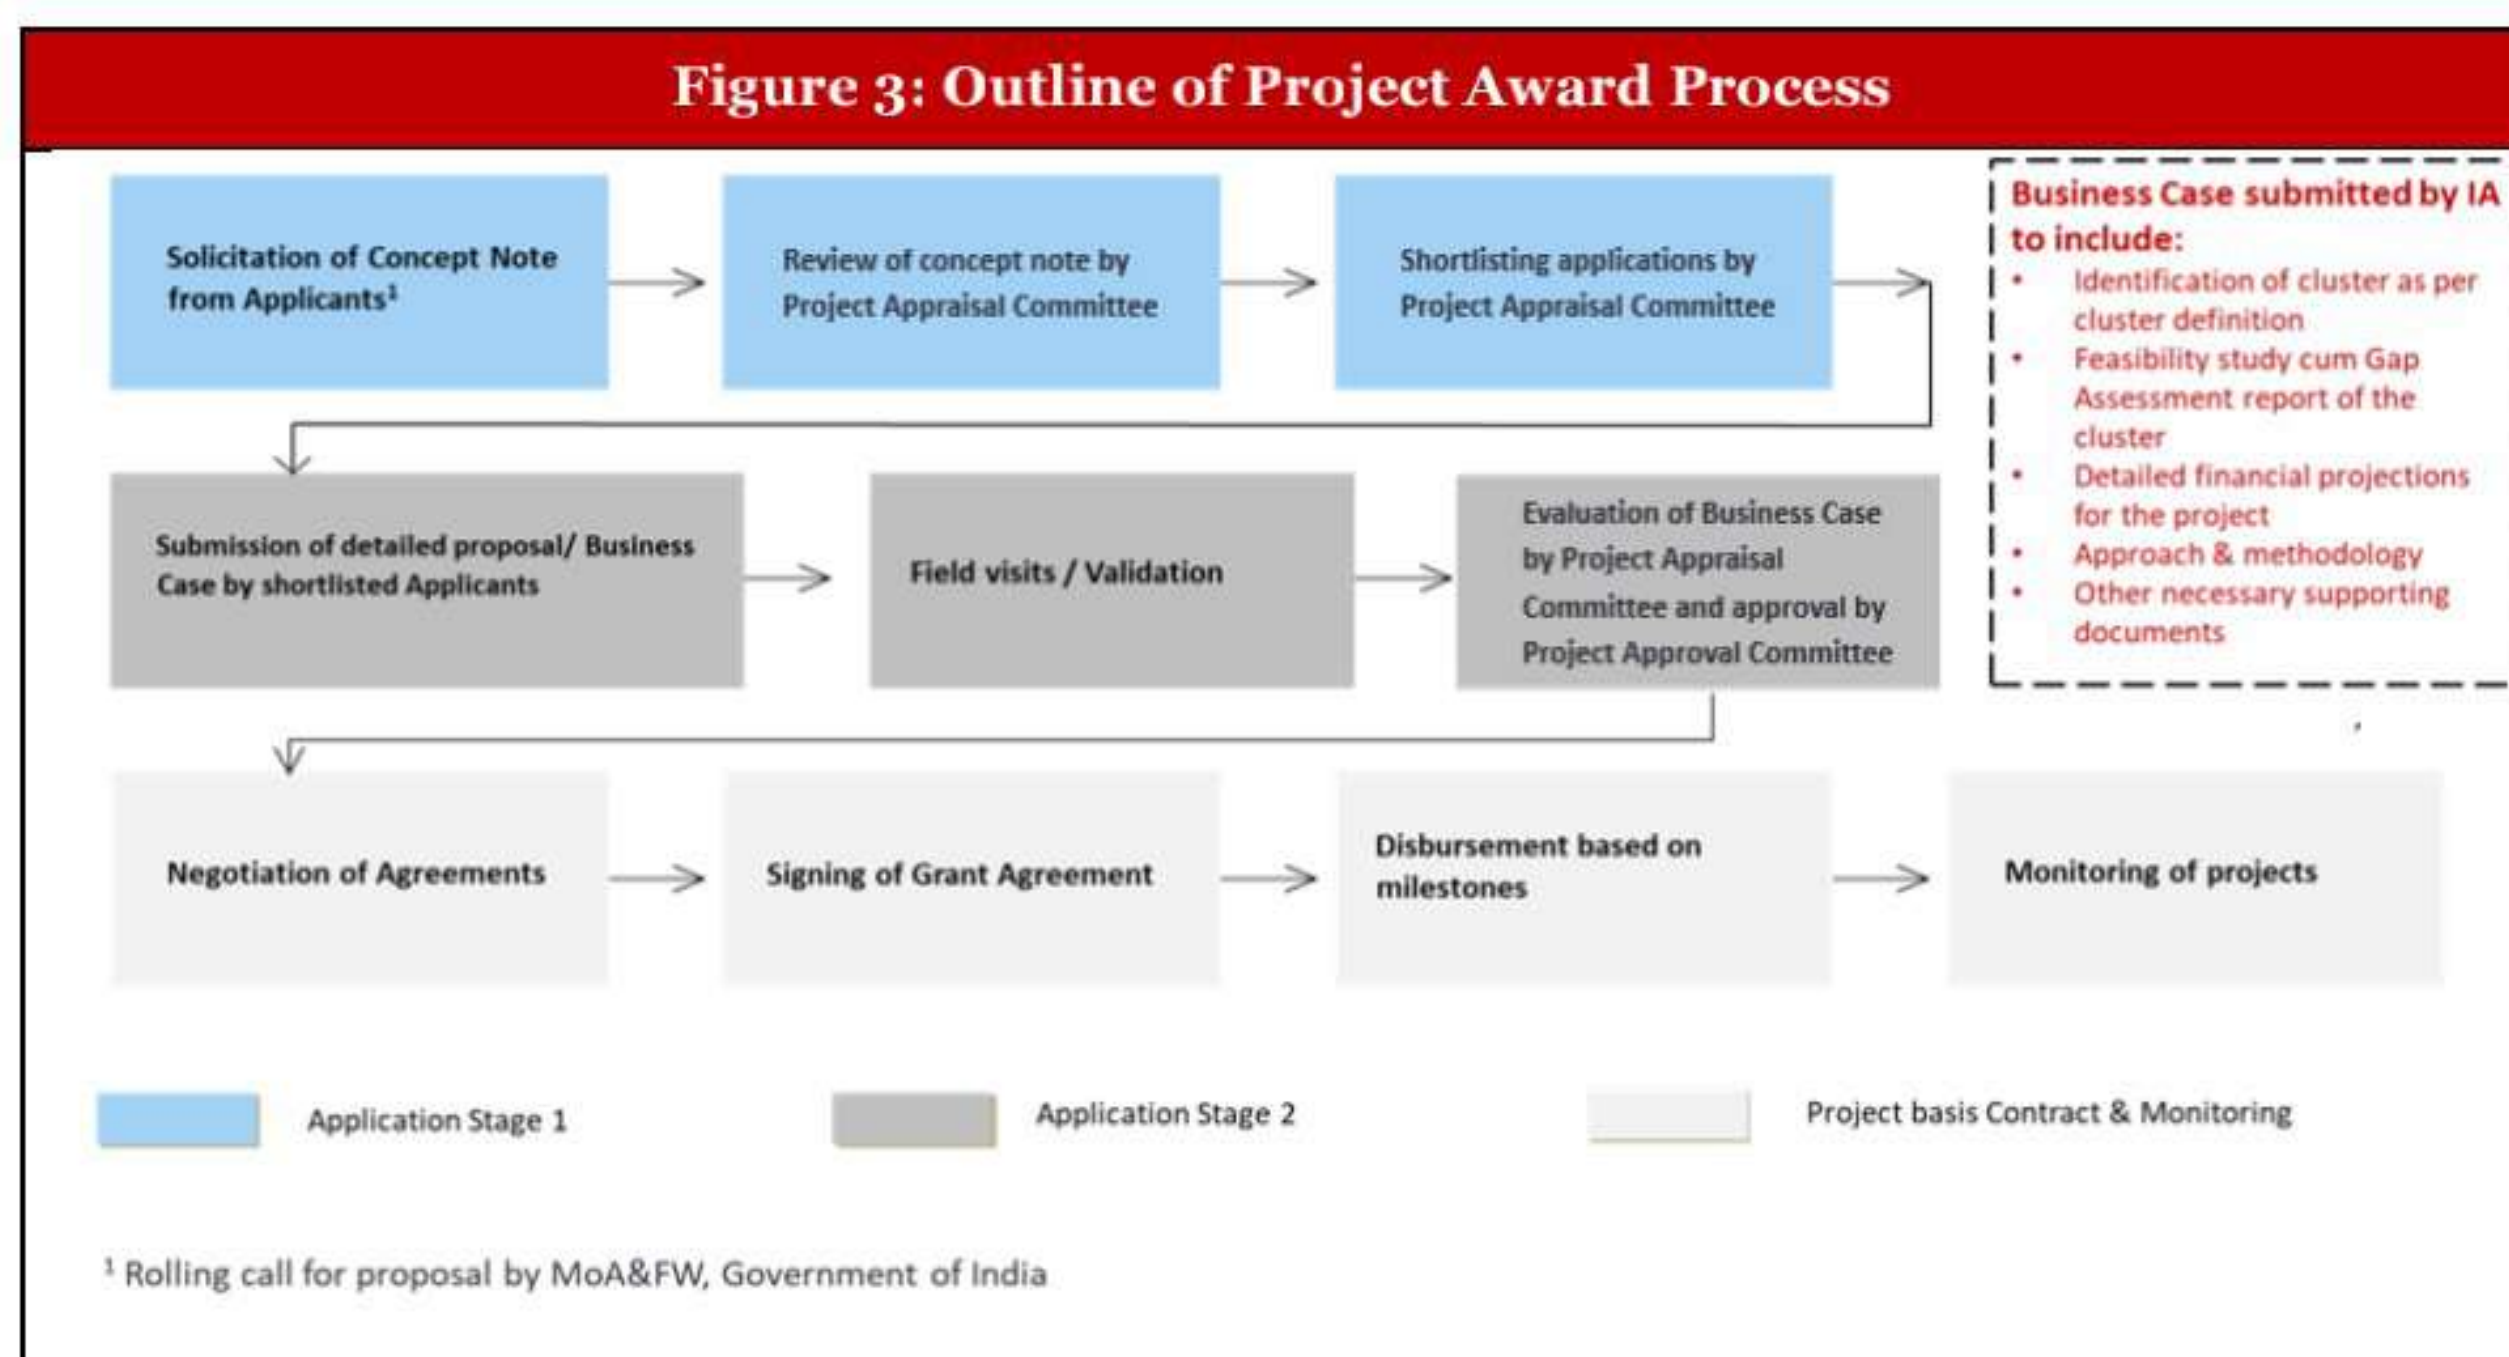 Figure 3: Outline of Project Award Process
Solicitation of Concept Note
from Applicants¹
Review of concept note by
Project Appraisal Committee
Shortlisting applications by
Project Appraisal Committee
Business Case submitted by IA
to include:
• Identification of cluster as per
cluster definition
• Feasibility study cum Gap
Assessment report of the
cluster
• Detailed financial projections
for the project
• Approach & methodology
• Other necessary supporting
documents
Submission of detailed proposal/ Business
Case by shortlisted Applicants
Field visits / Validation
Evaluation of Business Case
by Project Appraisal
Committee and approval by
Project Approval Committee
Negotiation of Agreements
Signing of Grant Agreement
Disbursement based on
milestones
Monitoring of projects
Application Stage 1
Application Stage 2
Project basis Contract & Monitoring
¹ Rolling call for proposal by MoA&FW, Government of India